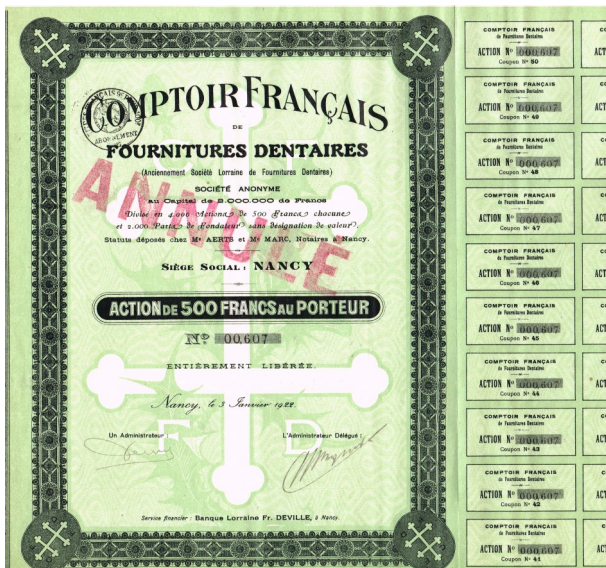 COMPTOIR FRANÇAIS
DE
FOURNITURES DENTAIRES
(Anciennement Société Lorraine de Fournitures Dentaires)
SOCIÉTÉ ANONYME
au Capital de 2.000.000 de Francs
Divisé en 4.000 Actions de 500 Francs chacune
et 2.000 Parts de Fondateur sans désignation de valeur
Statuts déposés chez Me AERTS et Me MARC, Notaires à Nancy.
ANNULÉ
SIÈGE SOCIAL : NANCY
ACTION DE 500 FRANCS AU PORTEUR
No 00,607
ENTIÈREMENT LIBÉRÉE.
Nancy, le 3 Janvier 1922.
Un Administrateur
L'Administrateur Délégué :
F D
Service financier : Banque Lorraine Fr. DEVILLE, à Nancy.
COMPTOIR FRANÇAIS
de Fournitures Dentaires
ACTION No 000,607
Coupon No 50
COMPTOIR FRANÇAIS
de Fournitures Dentaires
ACTION No 000,607
Coupon No 49
COMPTOIR FRANÇAIS
de Fournitures Dentaires
ACTION No 000,607
Coupon No 48
COMPTOIR FRANÇAIS
de Fournitures Dentaires
ACTION No 000,607
Coupon No 47
COMPTOIR FRANÇAIS
de Fournitures Dentaires
ACTION No 000,607
Coupon No 46
COMPTOIR FRANÇAIS
de Fournitures Dentaires
ACTION No 000,607
Coupon No 45
COMPTOIR FRANÇAIS
de Fournitures Dentaires
ACTION No 000,607
Coupon No 44
COMPTOIR FRANÇAIS
de Fournitures Dentaires
ACTION No 000,607
Coupon No 43
COMPTOIR FRANÇAIS
de Fournitures Dentaires
ACTION No 000,607
Coupon No 42
COMPTOIR FRANÇAIS
de Fournitures Dentaires
ACTION No 000,607
Coupon No 41